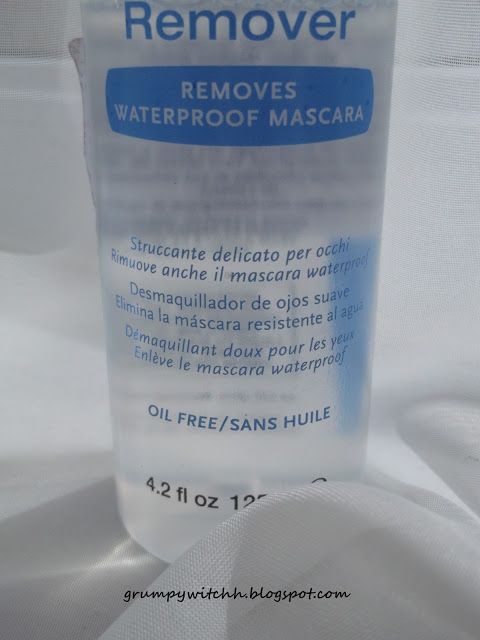 Remover
REMOVES
WATERPROOF MASCARA
Struccante delicato per occhi
Rimuove anche il mascara waterproof
Desmaquillador de ojos suave
Elimina la máscara resistente al agua
Démaquillant doux pour les yeux
Enlève le mascara waterproof
OIL FREE/SANS HUILE
4.2 fl oz
grumpywitchh.blogspot.com